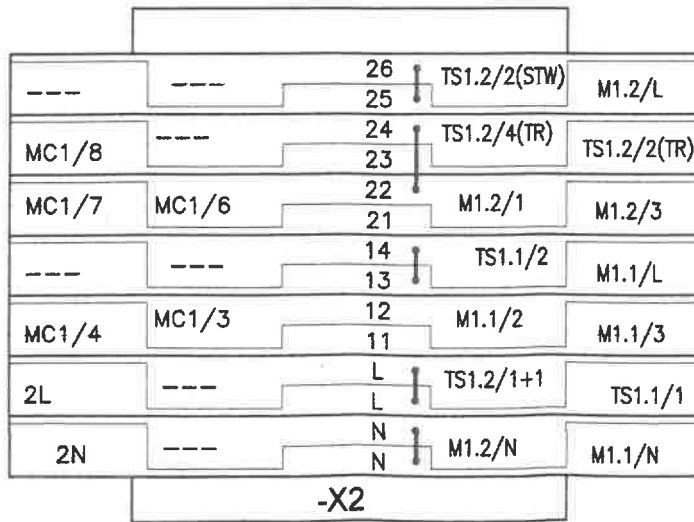 --- --- 26 TS1.2/2(STW) M1.2/L
25
MC1/8 --- 24 TS1.2/4(TR) TS1.2/2(TR)
23
MC1/7 MC1/6 22 M1.2/1 M1.2/3
21
--- --- 14 TS1.1/2 M1.1/L
13
MC1/4 MC1/3 12 M1.1/2 M1.1/3
11
2L --- L TS1.2/1+1 TS1.1/1
L
2N --- N M1.2/N M1.1/N
N
-X2